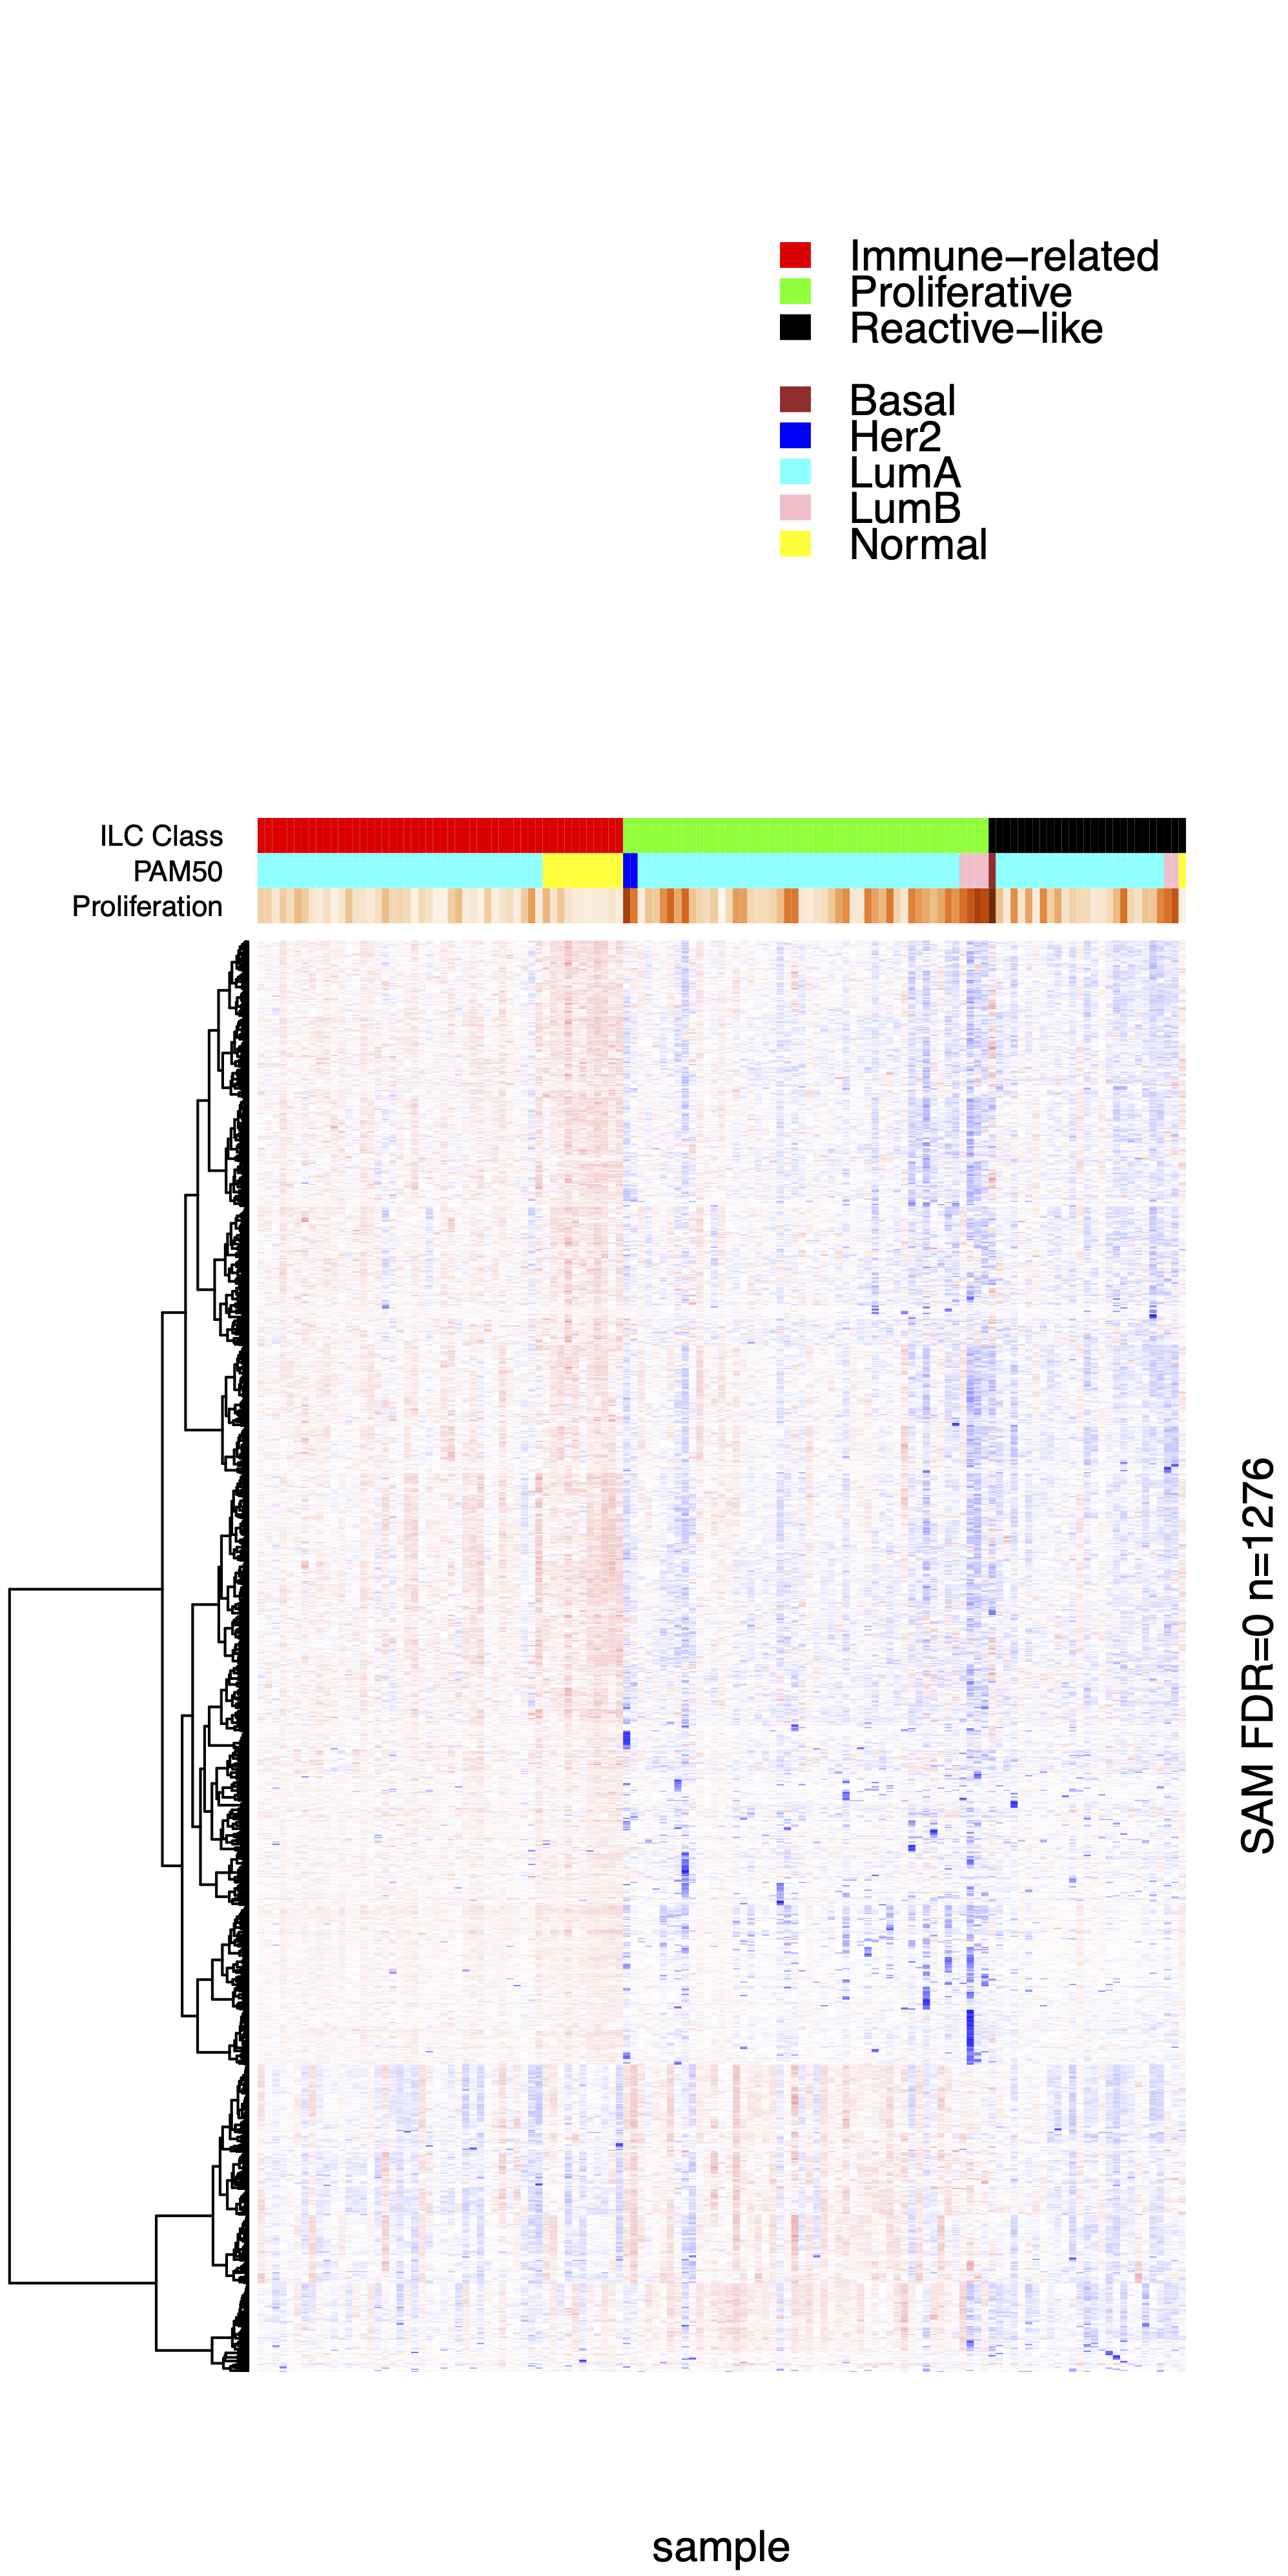 Immune−related
Proliferative
Reactive−like
Basal
Her2
LumA
LumB
Normal
ILC Class
PAM50
Proliferation
SAM FDR=0 n=1276
sample